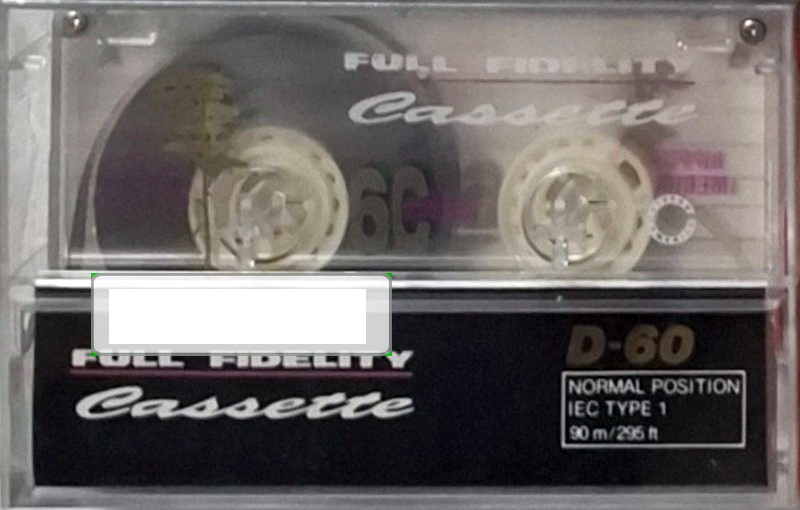 FULL FIDELITY
Cassette
FULL FIDELITY
Cassette
D-60
NORMAL POSITION
IEC TYPE 1
90 m/295 ft